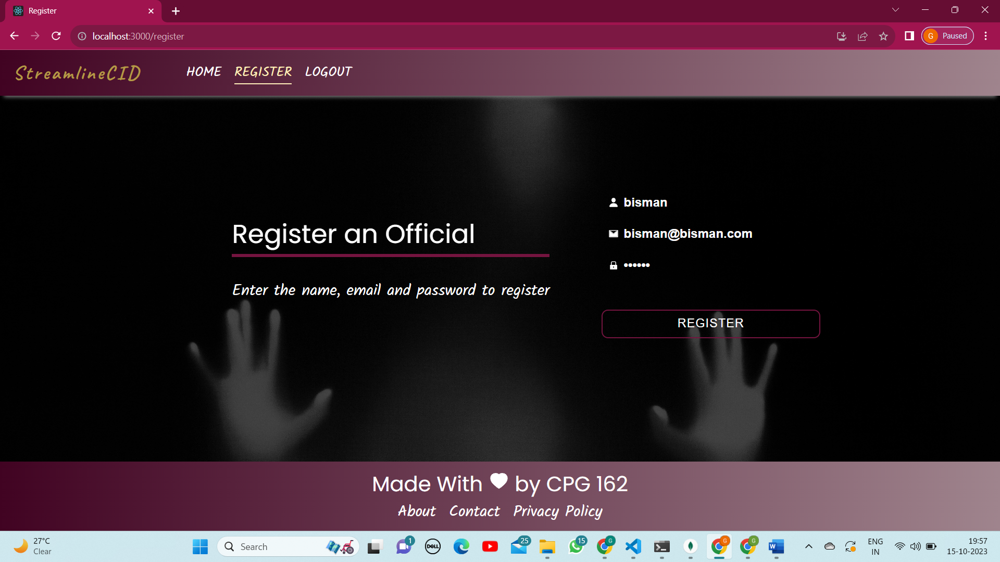 Register
localhost:3000/register
G Paused
StreamlineCID
HOME REGISTER LOGOUT
bisman
Register an Official
bisman@bisman.com
••••••
Enter the name, email and password to register
REGISTER
Made With by CPG 162
About Contact Privacy Policy
27°C
Clear
Search
1
DELL
25
15
G
G
G
W
ENG
IN
19:57
15-10-2023